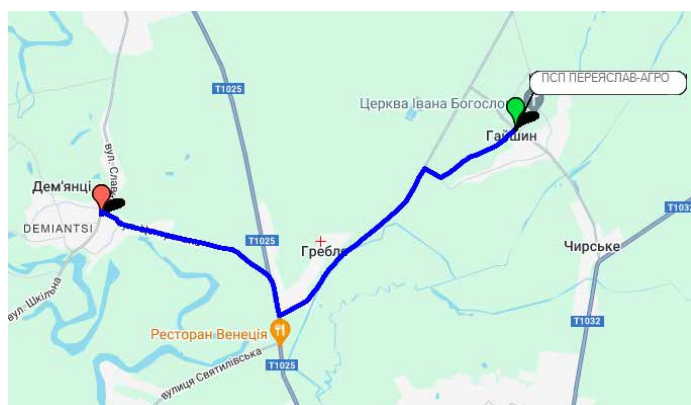 ПСП ПЕРЕЯСЛАВ-АГРО
T1025
Церква Івана Богосло
Гайшин
вул. Слав
Дем'янці
T1032
DEMIANTSI
T1025
Гребля
Чирське
вул. Шкільна
Ресторан Венеція
T1032
вулиця Святилівська
T1025